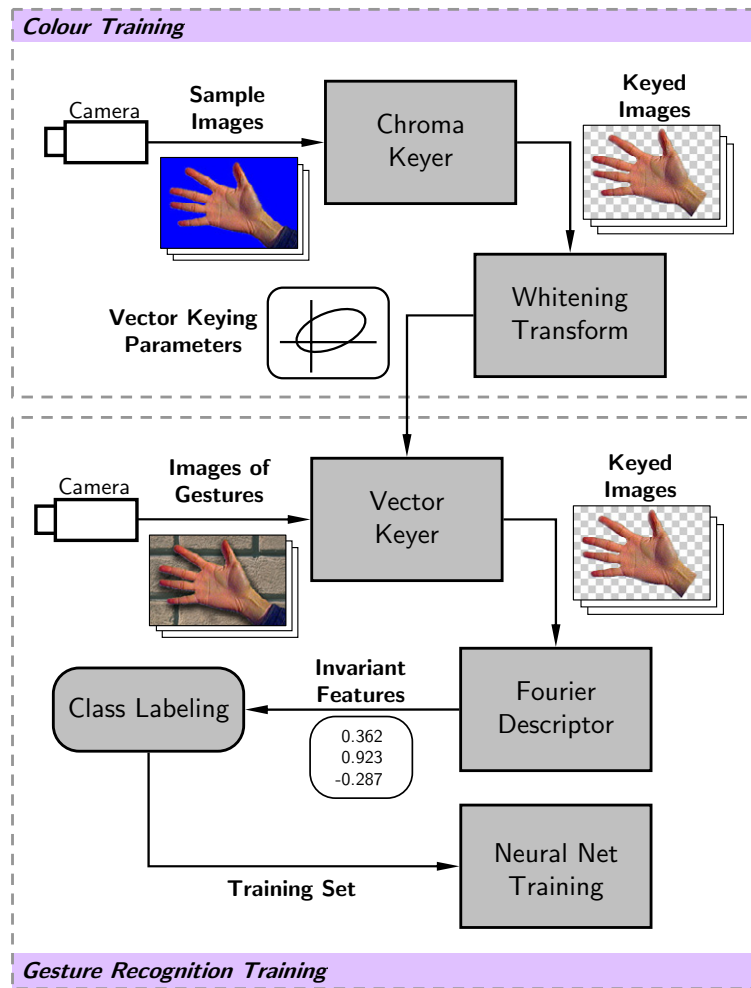 Colour Training
Camera
Sample
Images
Chroma
Keyer
Keyed
Images
Vector Keying
Parameters
Whitening
Transform
Camera
Images of
Gestures
Vector
Keyer
Keyed
Images
Class Labeling
Invariant
Features
0.362
0.923
-0.287
Fourier
Descriptor
Training Set
Neural Net
Training
Gesture Recognition Training